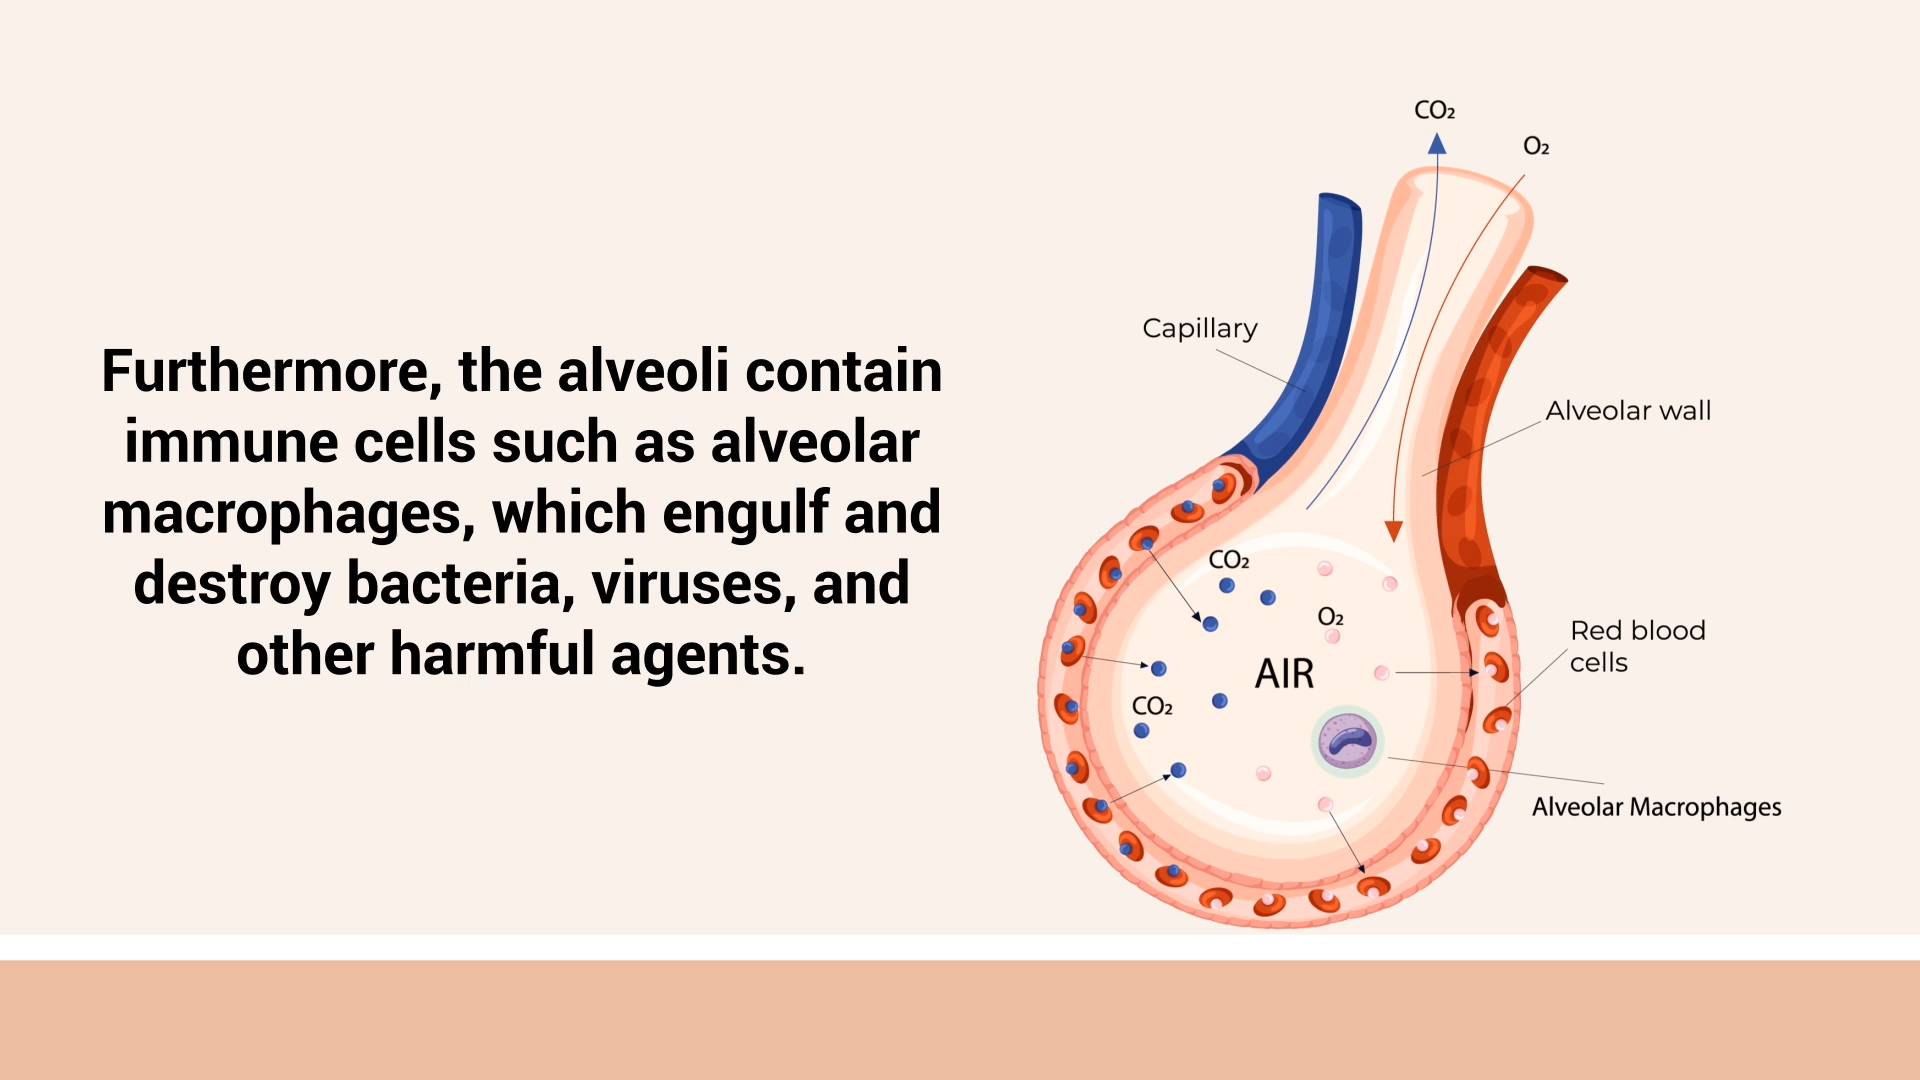 Furthermore, the alveoli contain
immune cells such as alveolar
macrophages, which engulf and
destroy bacteria, viruses, and
other harmful agents.
CO₂
O₂
Capillary
Alveolar wall
CO₂
O₂
Red blood
cells
AIR
CO₂
Alveolar Macrophages